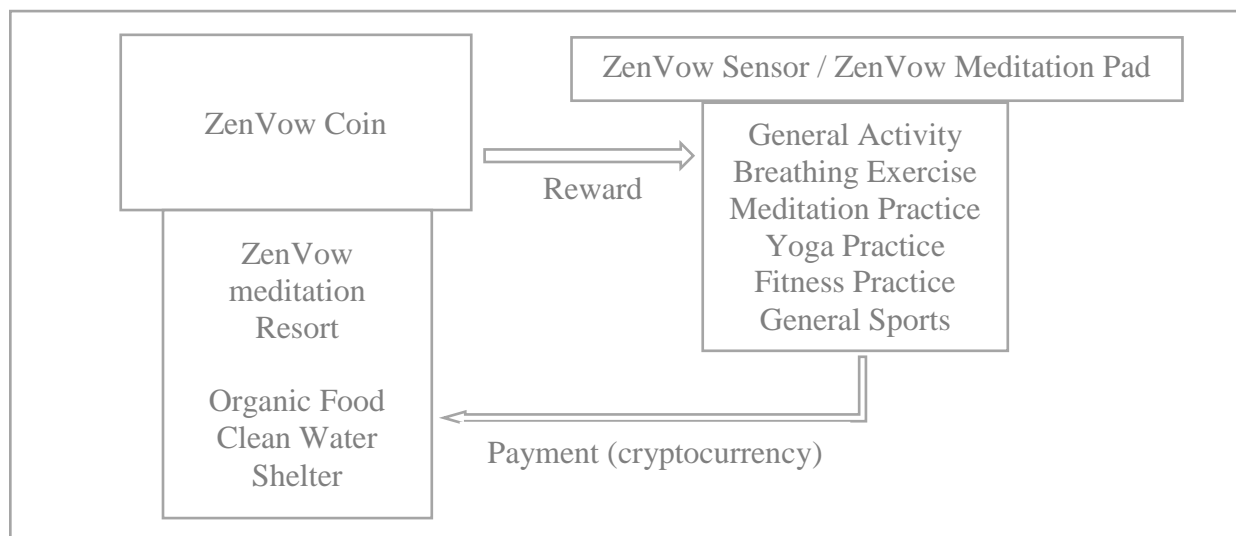 ZenVow Coin
ZenVow
meditation
Resort
Organic Food
Clean Water
Shelter
Reward
Payment (cryptocurrency)
ZenVow Sensor / ZenVow Meditation Pad
General Activity
Breathing Exercise
Meditation Practice
Yoga Practice
Fitness Practice
General Sports